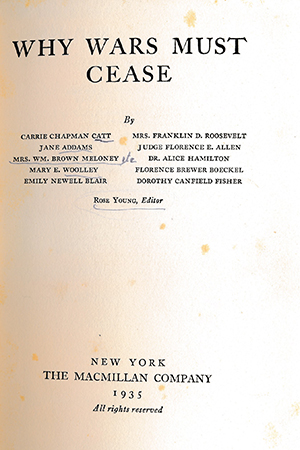 WHY WARS MUST
CEASE
By
CARRIE CHAPMAN CATT
JANE ADDAMS
MRS. WM. BROWN MELONEY etc
MARY E. WOOLLEY
EMILY NEWELL BLAIR
MRS. FRANKLIN D. ROOSEVELT
JUDGE FLORENCE E. ALLEN
DR. ALICE HAMILTON
FLORENCE BREWER BOECKEL
DOROTHY CANFIELD FISHER
ROSE YOUNG, Editor
NEW YORK
THE MACMILLAN COMPANY
1935
All rights reserved